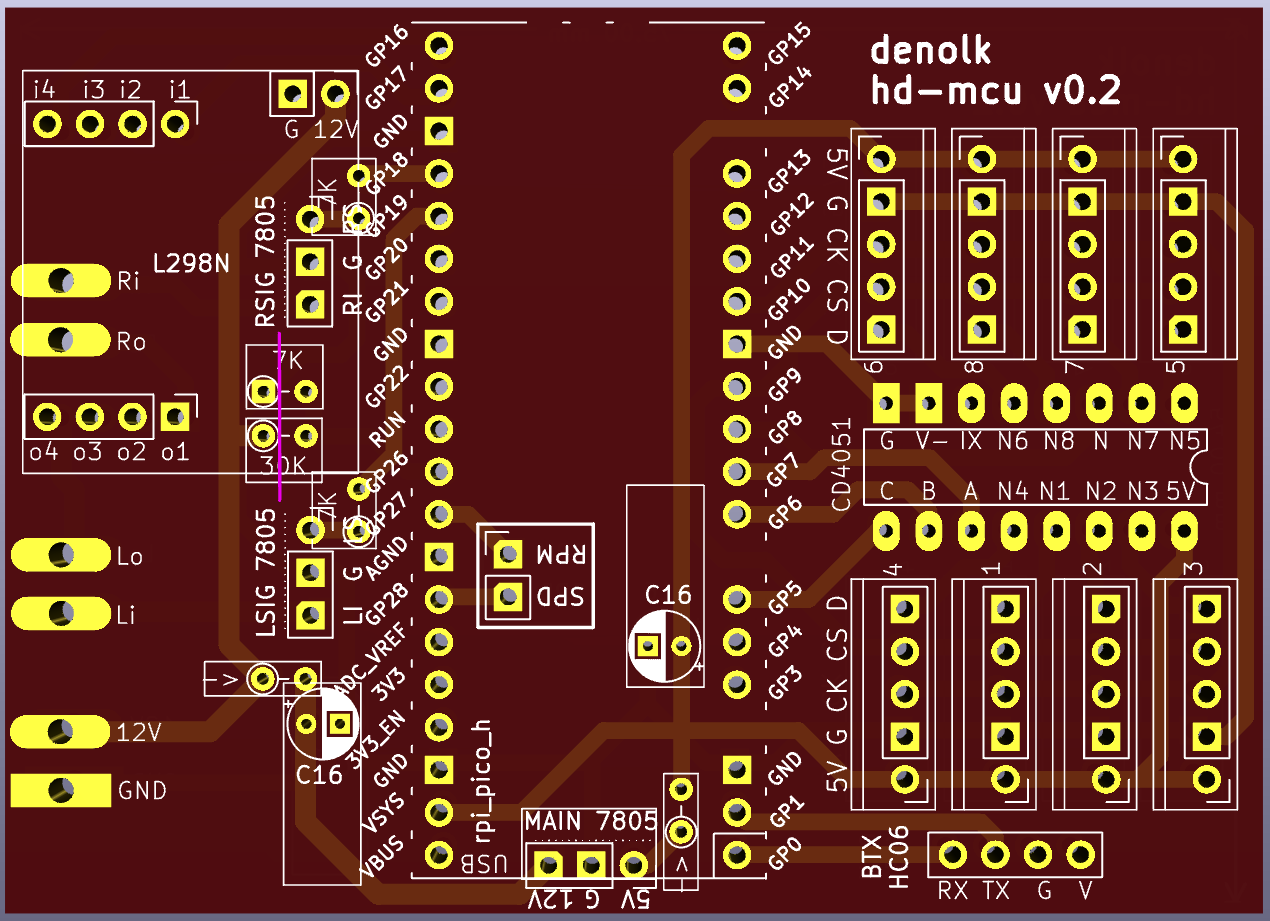 denolk
hd-mcu v0.2
i4 i3 i2 i1
G 12V
7K
RSIG 7805
RI G
L298N
Ri
Ro
7K
30K
o4 o3 o2 o1
7K
LSIG 7805
LI G
Lo
Li
->
C16
12V
GND
GP16
GP17
GND
GP18
GP19
GP20
GP21
GND
GP22
RUN
GP26
GP27
AGND
GP28
ADC_VREF
3V3
3V3_EN
GND
VSYS
VBUS
GP15
GP14
GP13
GP12
GP11
GP10
GND
GP9
GP8
GP7
GP6
GP5
GP4
GP3
GND
GP1
GP0
RPM
SPD
C16
rpi_pico_h
USB
MAIN 7805
12V G 5V
5V G CK CS D
6 8 7 5
G V- IX N6 N8 N N7 N5
CD4051
C B A N4 N1 N2 N3 5V
4 1 2 3
5V G CK CS D
BTX
HC06
RX TX G V